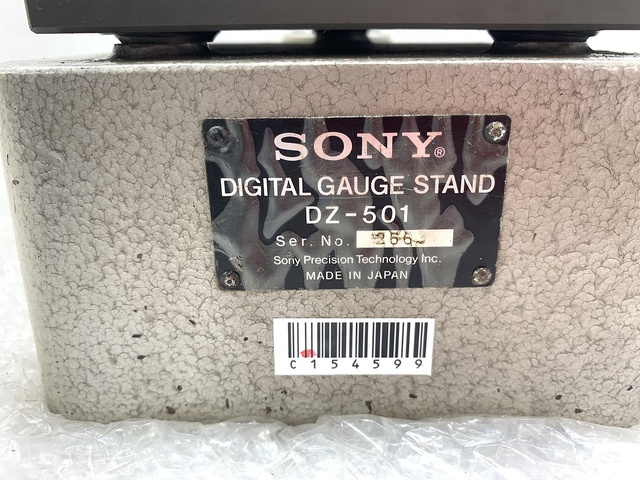 SONY®
DIGITAL GAUGE STAND
DZ-501
Ser. No.
Sony Precision Technology Inc.
MADE IN JAPAN
C154599